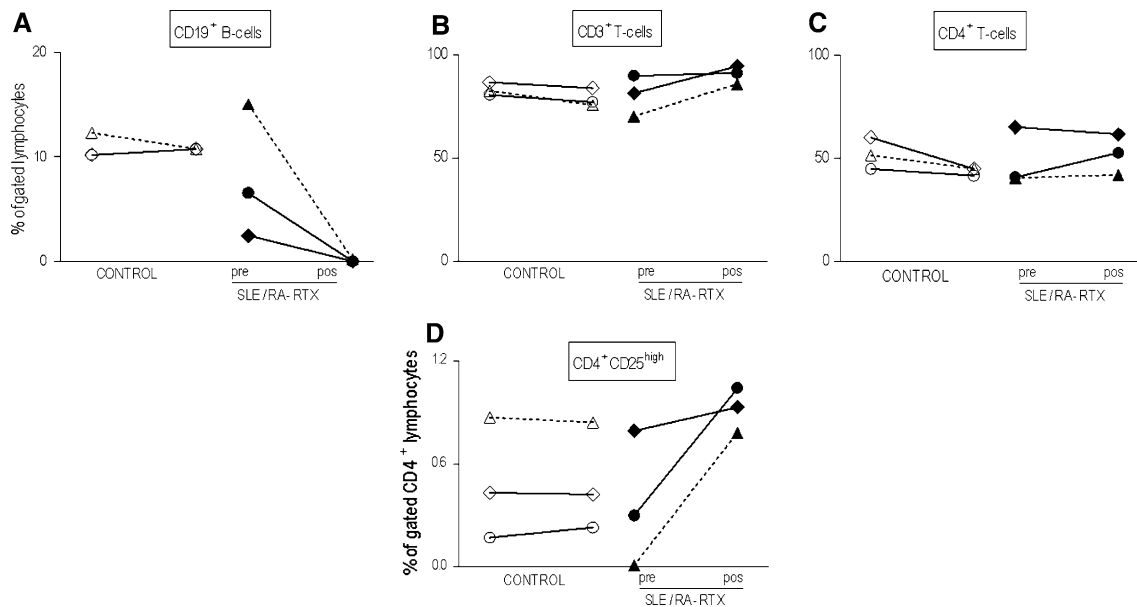 A
CD19+ B-cells
% of gated lymphocytes
20
10
0
CONTROL
pre pos
SLE/RA-RTX
B
CD3+ T-cells
100
50
0
CONTROL
pre pos
SLE/RA-RTX
C
CD4+ T-cells
100
50
0
CONTROL
pre pos
SLE/RA-RTX
D
CD4+CD25high
% of gated CD4+ lymphocytes
1.2
0.6
0.0
CONTROL
pre pos
SLE/RA-RTX